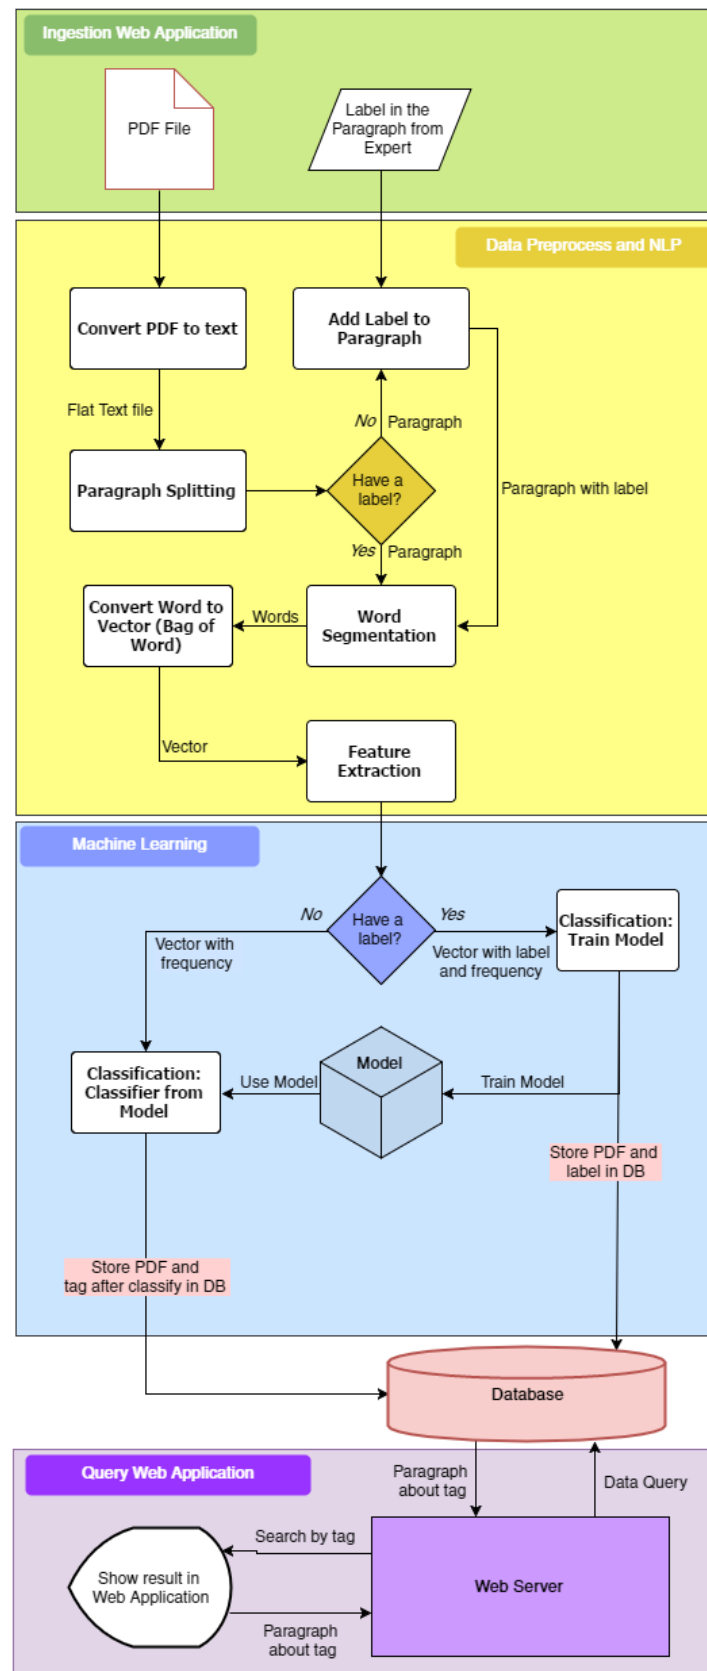 Ingestion Web Application
PDF File
Label in the
Paragraph from
Expert
Data Preprocess and NLP
Convert PDF to text
Add Label to
Paragraph
Flat Text file
No
Paragraph
Paragraph Splitting
Have a
label?
Paragraph with label
Yes
Paragraph
Convert Word to
Vector (Bag of
Word)
Words
Word
Segmentation
Vector
Feature
Extraction
Machine Learning
No
Have a
label?
Yes
Classification:
Train Model
Vector with
frequency
Vector with label
and frequency
Classification:
Classifier from
Model
Use Model
Model
Train Model
Store PDF and
label in DB
Store PDF and
tag after classify in DB
Database
Query Web Application
Paragraph
about tag
Data Query
Search by tag
Show result in
Web Application
Web Server
Paragraph
about tag